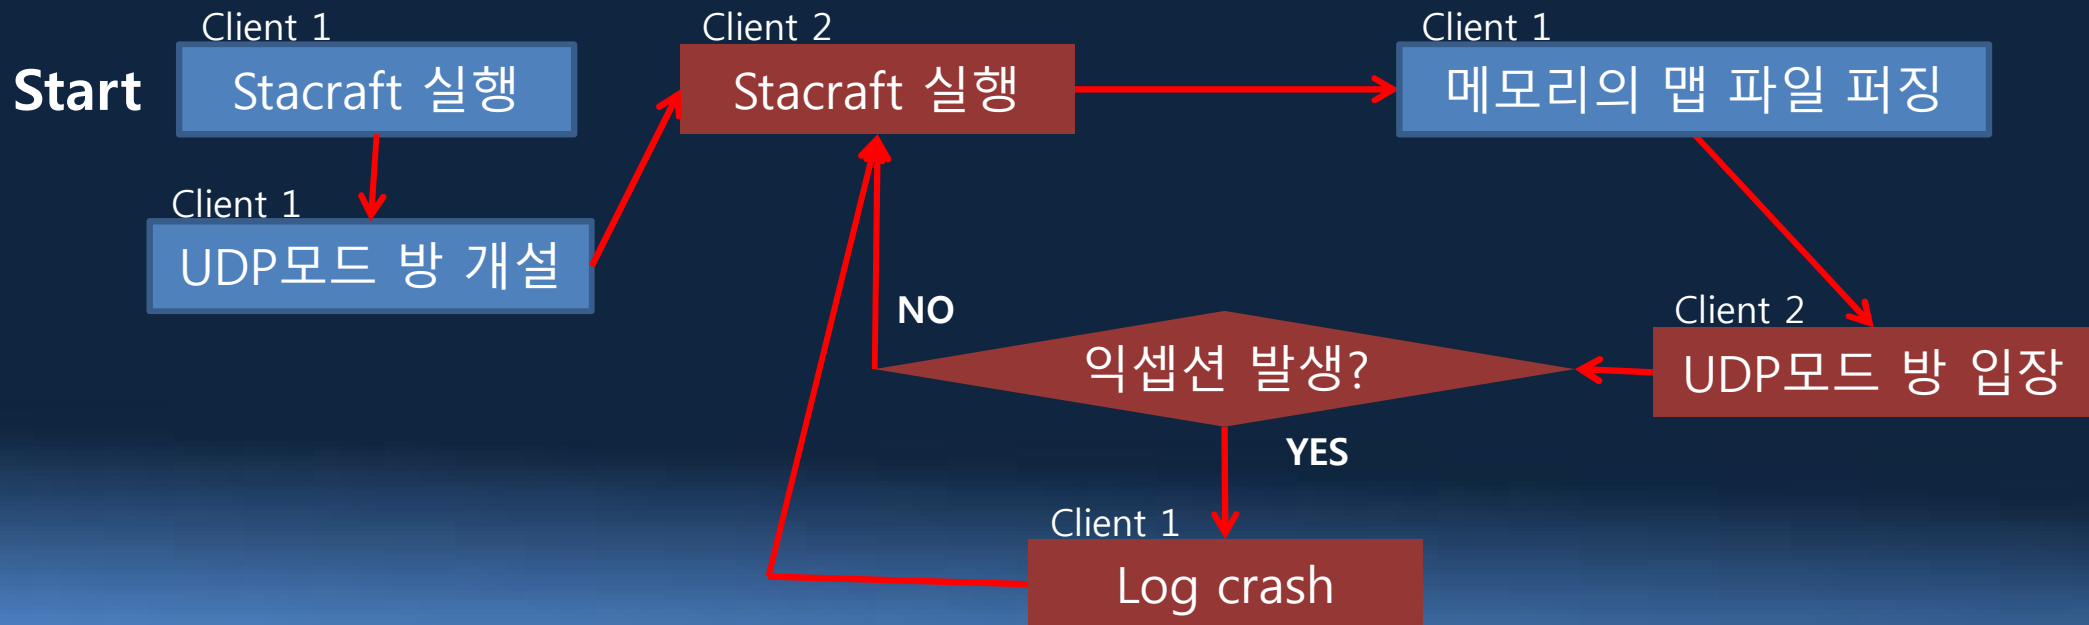 Start
Client 1
Stacraft 실행
Client 1
UDP모드 방 개설
Client 2
Stacraft 실행
Client 1
메모리의 맵 파일 퍼징
Client 2
UDP모드 방 입장
익셉션 발생?
NO
YES
Client 1
Log crash